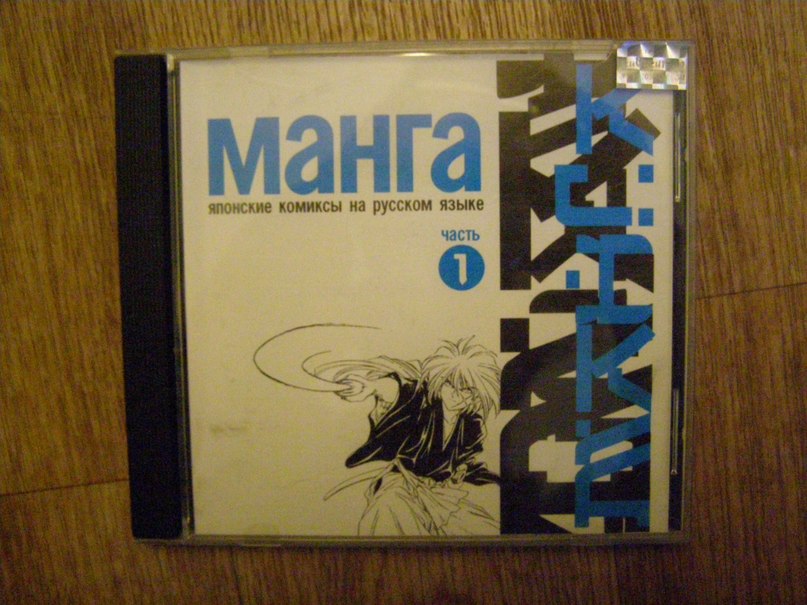 манга
японские комиксы на русском языке
часть
1